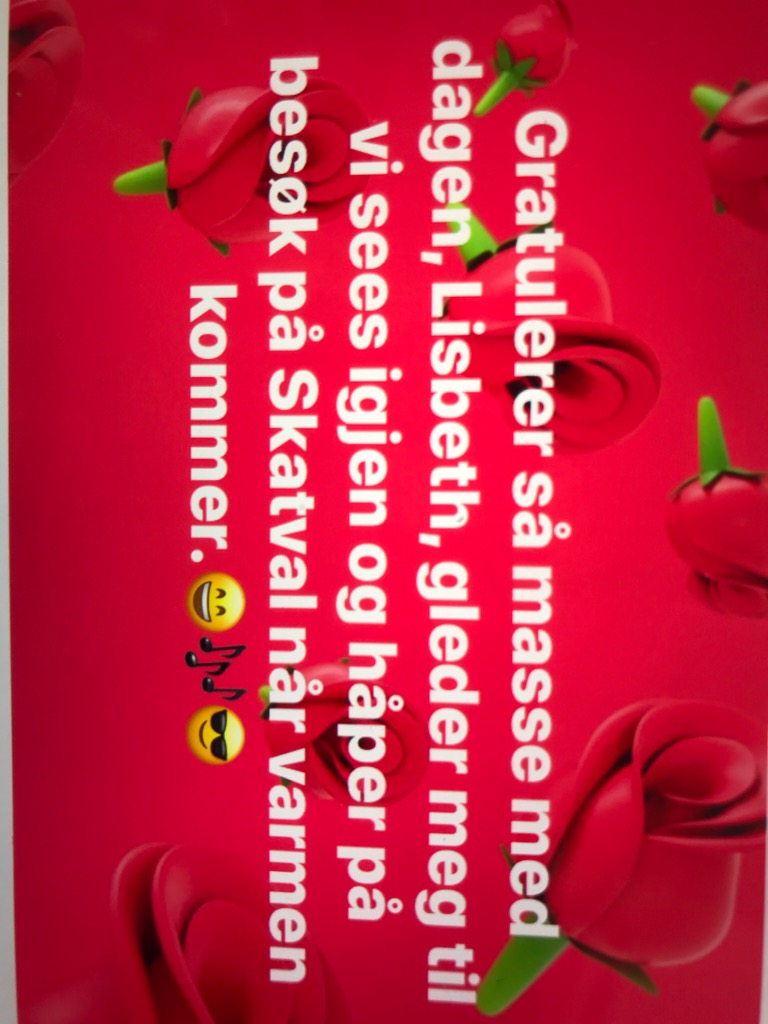 Gratulerer så masse med
dagen, Lisbeth, gleder meg til
vi sees igjen og håper på
besøk på Skatval når varmen
kommer.😄🎶😎